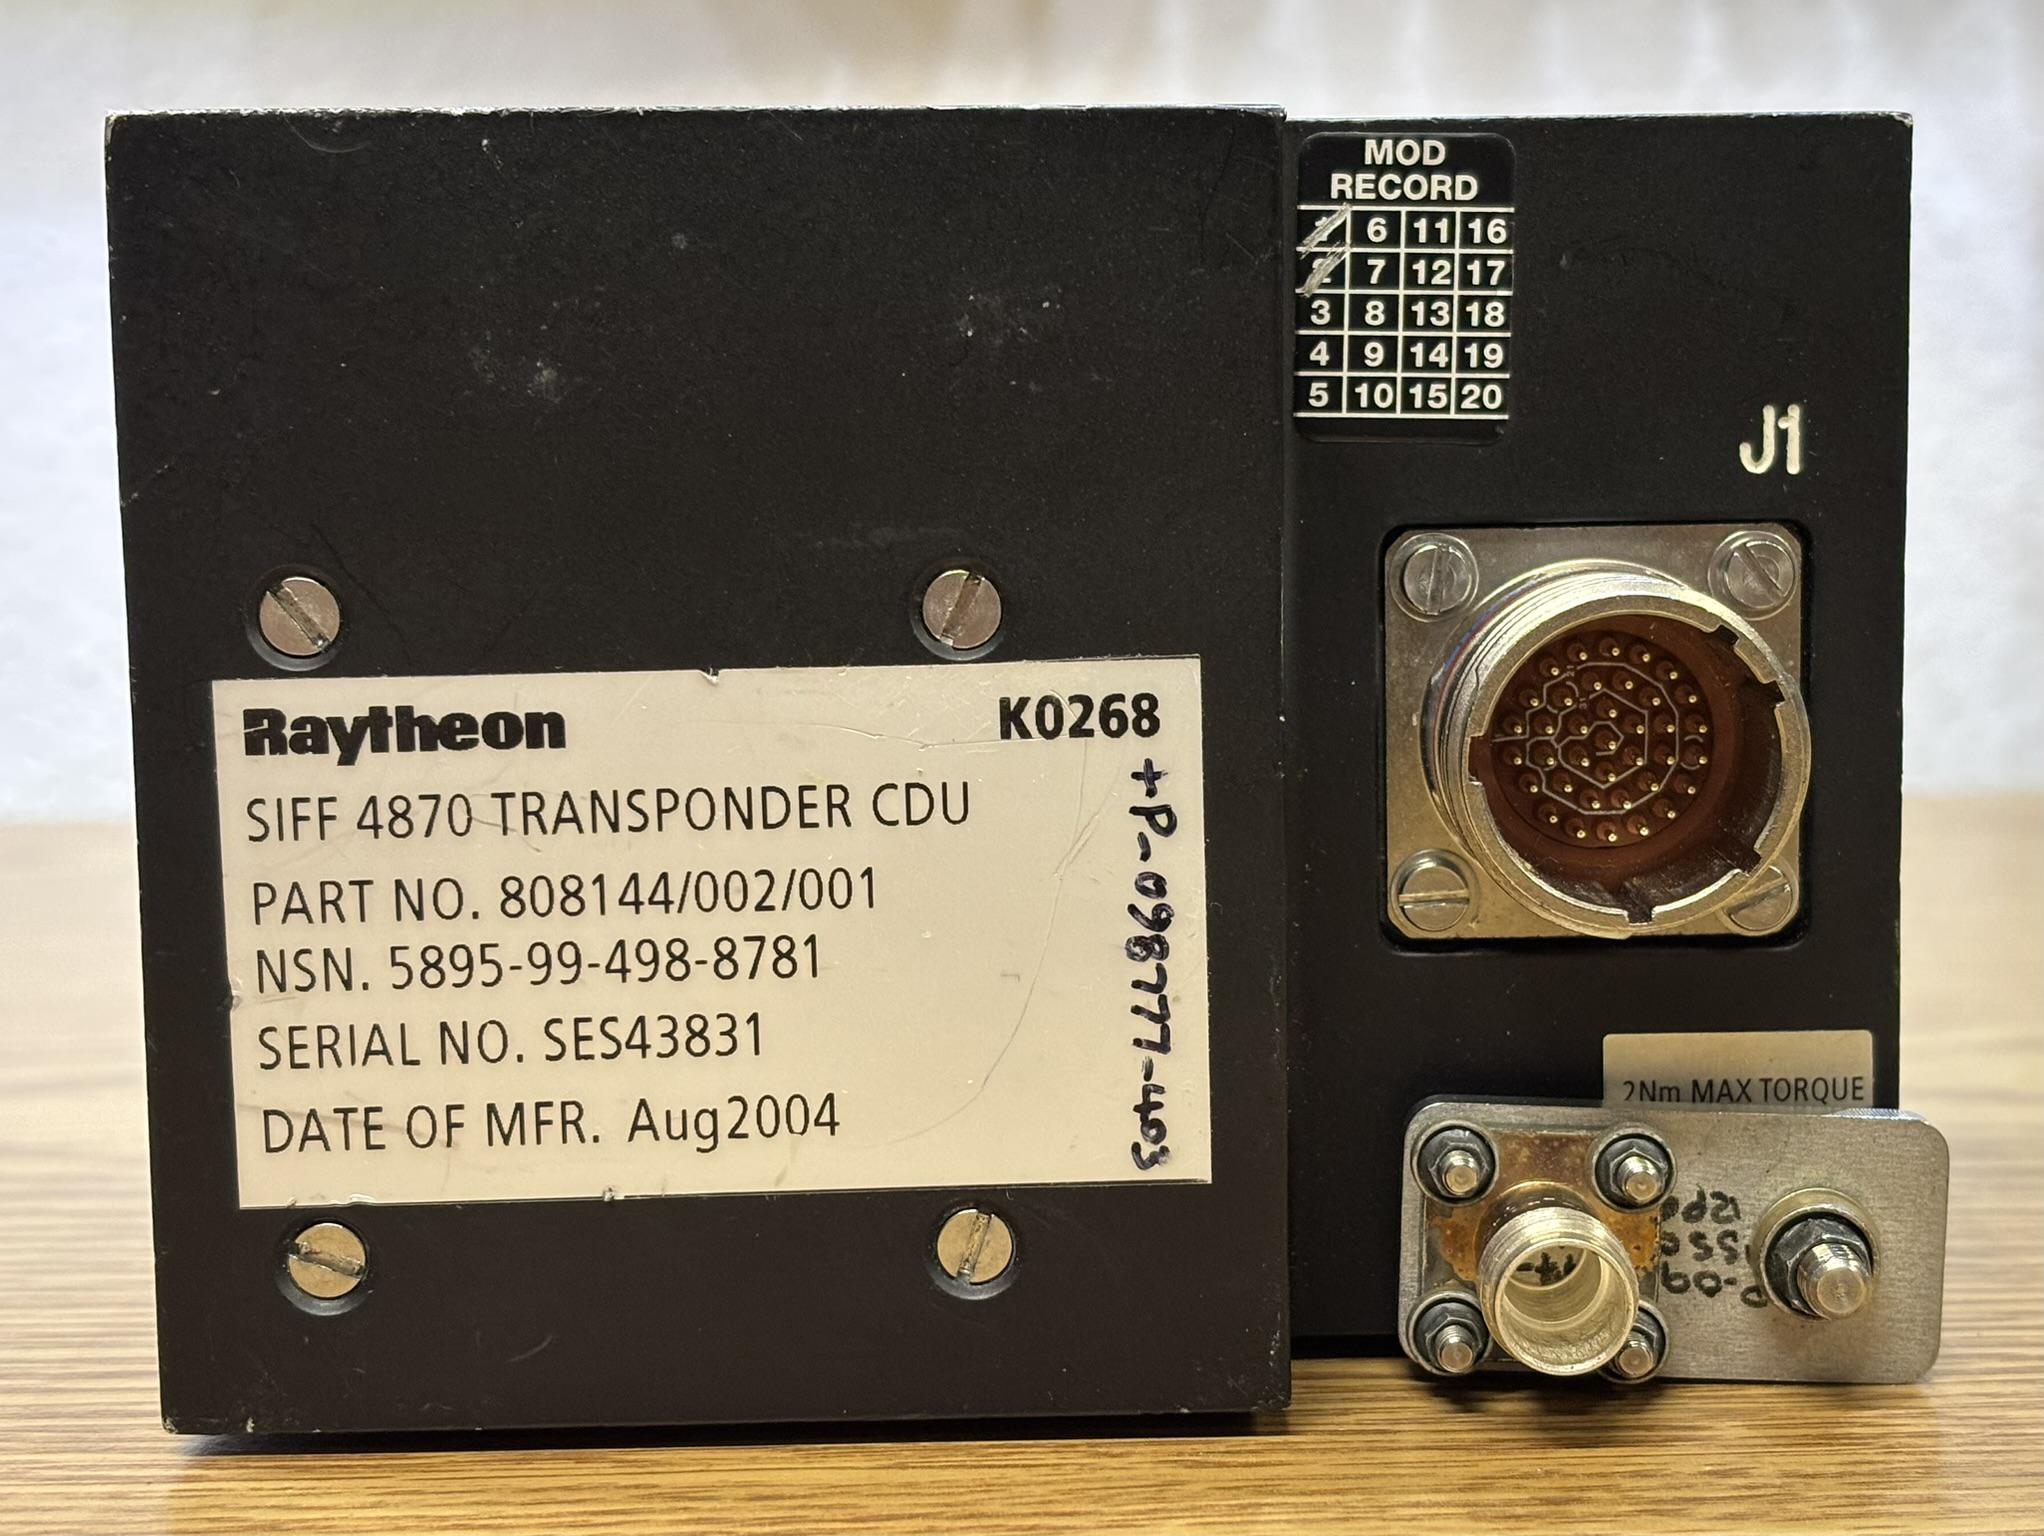 MOD
RECORD
1 6 11 16
2 7 12 17
3 8 13 18
4 9 14 19
5 10 15 20
J1
Raytheon K0268
SIFF 4870 TRANSPONDER CDU
PART NO. 808144/002/001
NSN. 5895-99-498-8781
SERIAL NO. SES43831
DATE OF MFR. Aug2004
2Nm MAX TORQUE